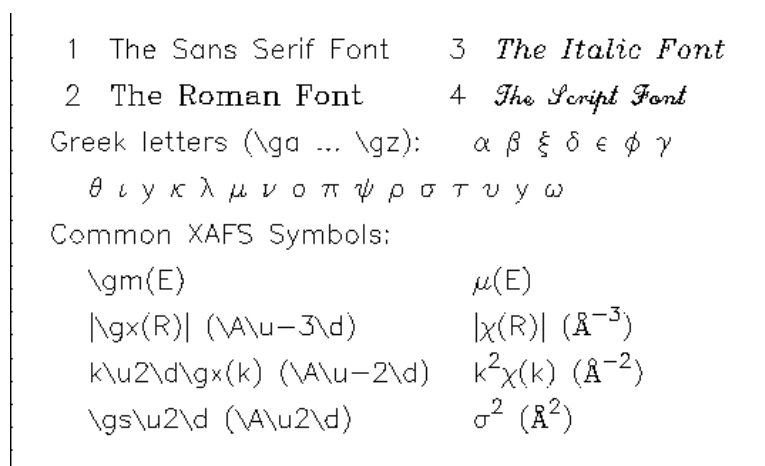 1 The Sans Serif Font 3 The Italic Font
2 The Roman Font 4 The Script Font
Greek letters (\ga ... \gz): α β ξ δ ϵ ϕ γ
θ ι y κ λ μ ν ο π ψ ρ σ τ υ y ω
Common XAFS Symbols:
\gm(E) μ(E)
|\gx(R)| (\A\u−3\d) |χ(R)| (Å⁻³)
k\u2\d\gx(k) (\A\u−2\d) k²χ(k) (Å⁻²)
\gs\u2\d (\A\u2\d) σ² (Å²)